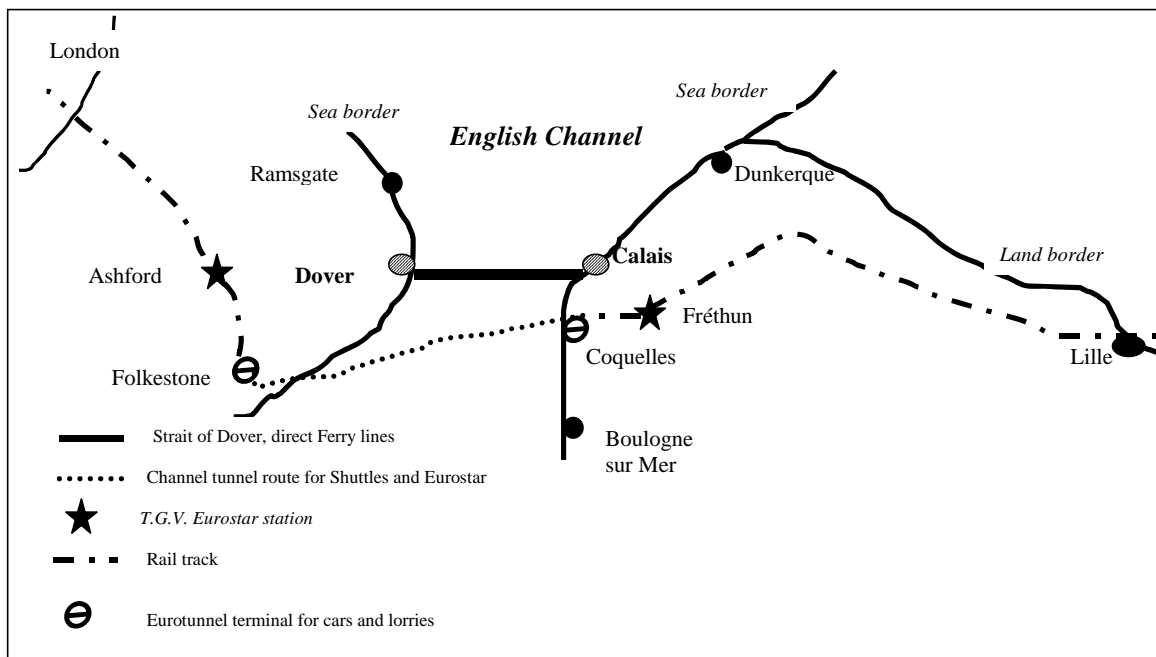 London
Sea border
Sea border
English Channel
Ramsgate
Dunkerque
Ashford
Dover
Calais
Land border
Fréthun
Folkestone
Coquelles
Lille
Boulogne
sur Mer
Strait of Dover, direct Ferry lines
Channel tunnel route for Shuttles and Eurostar
T.G.V. Eurostar station
Rail track
Eurotunnel terminal for cars and lorries